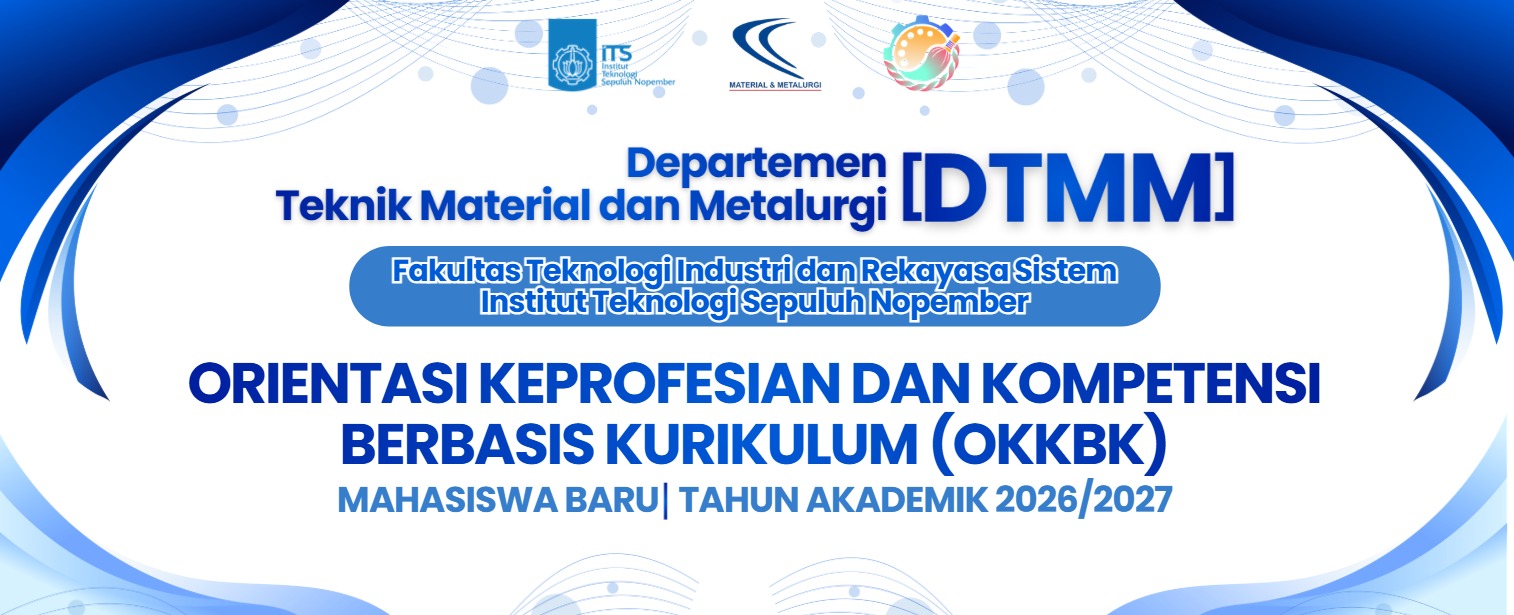 iTS
Institut
Teknologi
Sepuluh Nopember
MATERIAL & METALURGI
Departemen
Teknik Material dan Metalurgi
[DTMM]
Fakultas Teknologi Industri dan Rekayasa Sistem
Institut Teknologi Sepuluh Nopember
ORIENTASI KEPROFESIAN DAN KOMPETENSI
BERBASIS KURIKULUM (OKKBK)
MAHASISWA BARU| TAHUN AKADEMIK 2026/2027